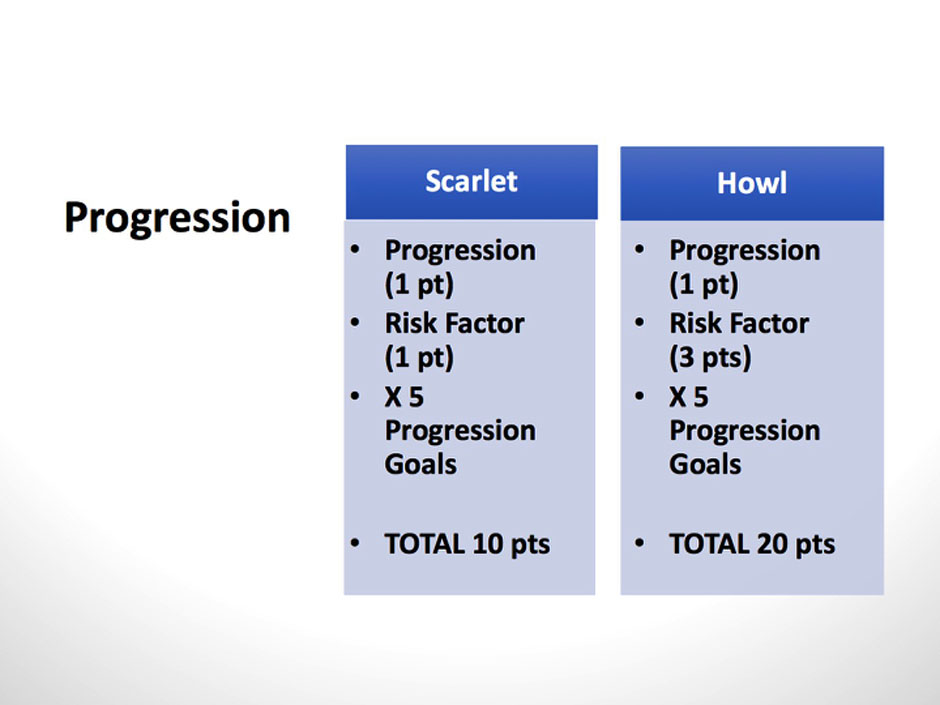 Progression
Scarlet
• Progression
(1 pt)
• Risk Factor
(1 pt)
• X 5
Progression
Goals
• TOTAL 10 pts
Howl
• Progression
(1 pt)
• Risk Factor
(3 pts)
• X 5
Progression
Goals
• TOTAL 20 pts